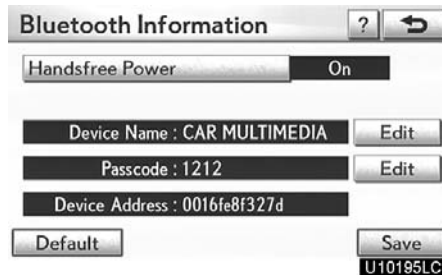 Bluetooth Information ?
Handsfree Power On
Device Name : CAR MULTIMEDIA Edit
Passcode : 1212 Edit
Device Address : 0016fe8f327d
Default Save
U10195LC